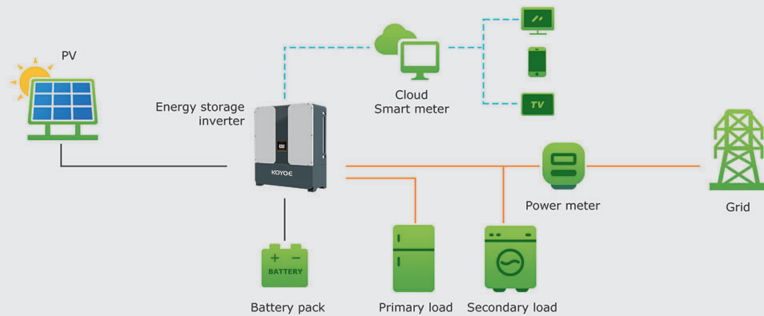 PV
Energy storage
inverter
Cloud
Smart meter
TV
KOYOE
Power meter
Grid
+ -
BATTERY
Battery pack
Primary load
Secondary load